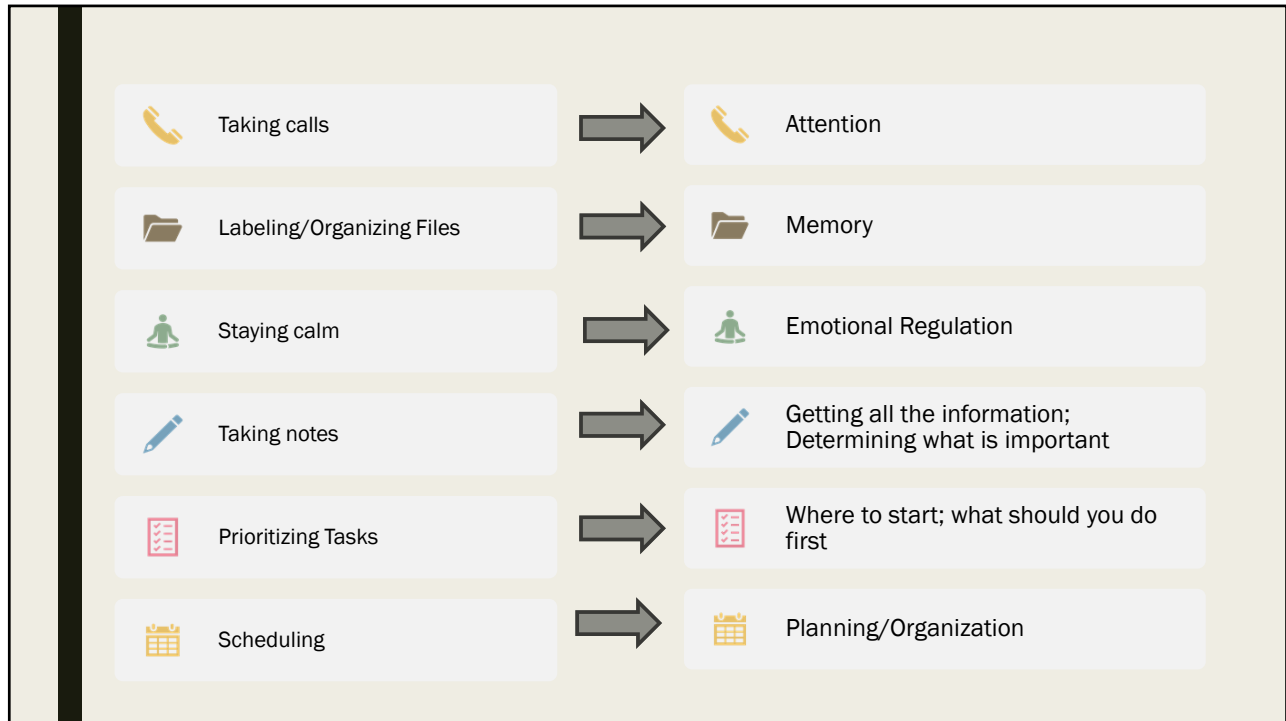 Taking calls
Attention
Labeling/Organizing Files
Memory
Staying calm
Emotional Regulation
Taking notes
Getting all the information;
Determining what is important
Prioritizing Tasks
Where to start; what should you do
first
Scheduling
Planning/Organization